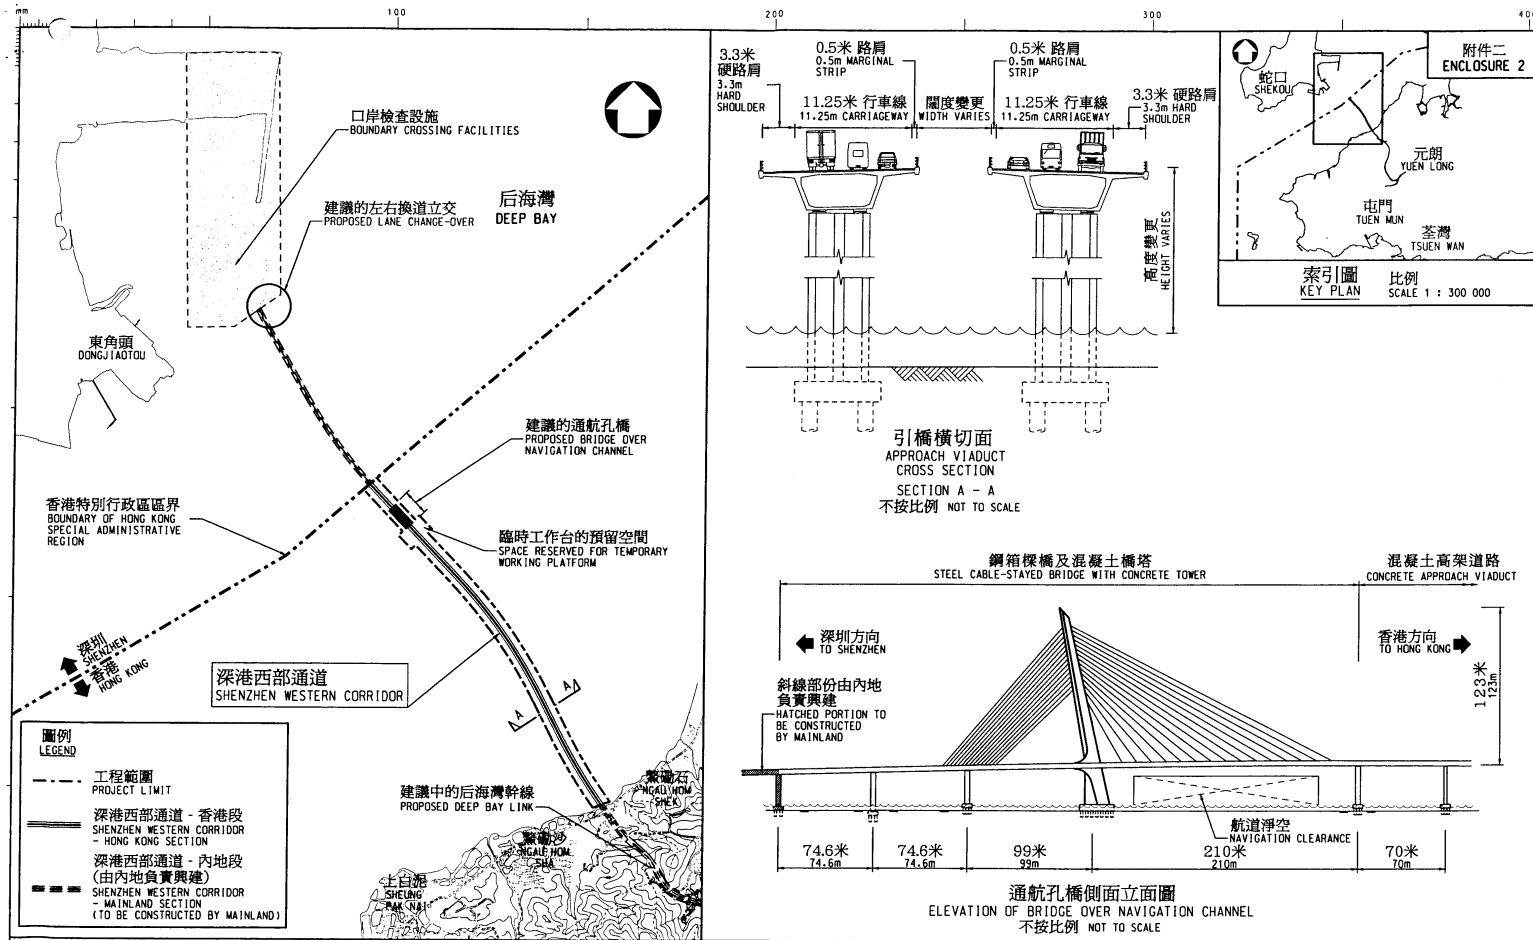 mm
100
200
300
400
口岸檢查設施
BOUNDARY CROSSING FACILITIES
建議的左右換道立交
PROPOSED LANE CHANGE-OVER
后海灣
DEEP BAY
東角頭
DONGJIAOTOU
建議的通航孔橋
PROPOSED BRIDGE OVER
NAVIGATION CHANNEL
香港特別行政區區界
BOUNDARY OF HONG KONG
SPECIAL ADMINISTRATIVE
REGION
臨時工作台的預留空間
SPACE RESERVED FOR TEMPORARY
WORKING PLATFORM
深圳
SHENZHEN
香港
HONG KONG
深港西部通道
SHENZHEN WESTERN CORRIDOR
A
A
圖例
LEGEND
工程範圍
PROJECT LIMIT
深港西部通道 - 香港段
SHENZHEN WESTERN CORRIDOR
- HONG KONG SECTION
深港西部通道 - 內地段
(由內地負責興建)
SHENZHEN WESTERN CORRIDOR
- MAINLAND SECTION
(TO BE CONSTRUCTED BY MAINLAND)
建議中的后海灣幹線
PROPOSED DEEP BAY LINK
鰲磡石
NGAU HOM
SHEK
鰲磡沙
NGAU HOM
SHA
上白泥
SHEUNG
PAK NAI
3.3米
硬路肩
3.3m
HARD
SHOULDER
0.5米 路肩
0.5m MARGINAL
STRIP
0.5米 路肩
0.5m MARGINAL
STRIP
11.25米 行車線
11.25m CARRIAGEWAY
闊度變更
WIDTH VARIES
11.25米 行車線
11.25m CARRIAGEWAY
3.3米 硬路肩
3.3m HARD
SHOULDER
高度變更
HEIGHT VARIES
引橋橫切面
APPROACH VIADUCT
CROSS SECTION
SECTION A - A
不按比例 NOT TO SCALE
附件二
ENCLOSURE 2
蛇口
SHEKOU
元朗
YUEN LONG
屯門
TUEN MUN
荃灣
TSUEN WAN
索引圖
KEY PLAN
比例
SCALE 1 : 300 000
鋼箱樑橋及混凝土橋塔
STEEL CABLE-STAYED BRIDGE WITH CONCRETE TOWER
混凝土高架道路
CONCRETE APPROACH VIADUCT
深圳方向
TO SHENZHEN
香港方向
TO HONG KONG
斜線部份由內地
負責興建
HATCHED PORTION TO
BE CONSTRUCTED
BY MAINLAND
123米
123m
航道淨空
NAVIGATION CLEARANCE
74.6米
74.6m
74.6米
74.6m
99米
99m
210米
210m
70米
70m
通航孔橋側面立面圖
ELEVATION OF BRIDGE OVER NAVIGATION CHANNEL
不按比例 NOT TO SCALE